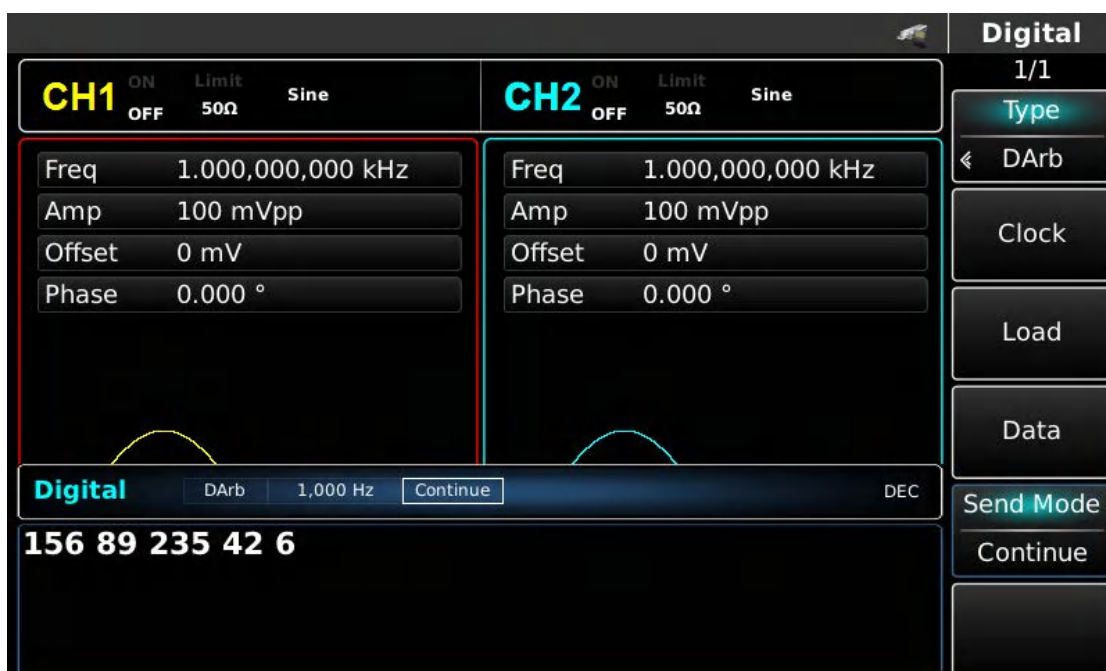 Digital
1/1
CH1 ON OFF Limit 50Ω Sine
CH2 ON OFF Limit 50Ω Sine
Type
DArb
Freq 1.000,000,000 kHz
Amp 100 mVpp
Offset 0 mV
Phase 0.000 °
Freq 1.000,000,000 kHz
Amp 100 mVpp
Offset 0 mV
Phase 0.000 °
Clock
Load
Data
Digital DArb 1,000 Hz Continue DEC
156 89 235 42 6
Send Mode
Continue